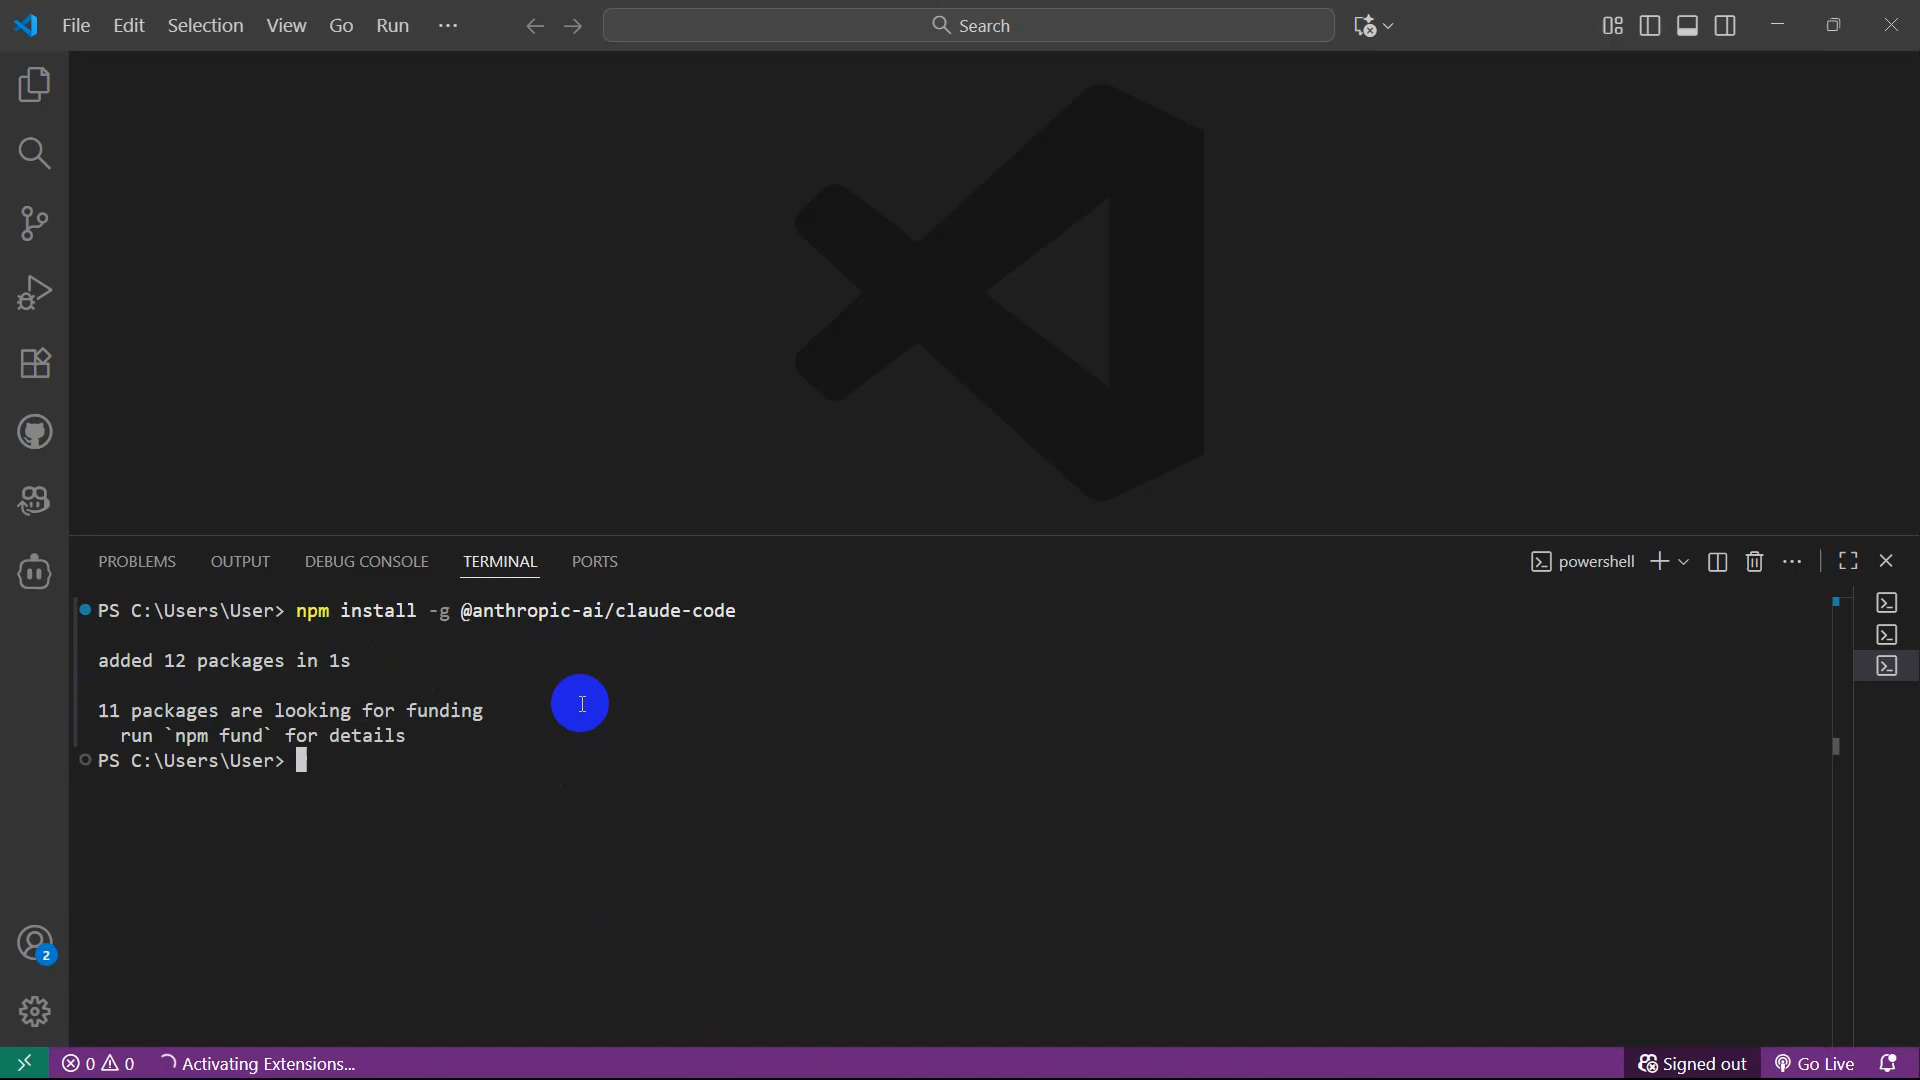 File Edit Selection View Go Run ···
Search
PROBLEMS OUTPUT DEBUG CONSOLE TERMINAL PORTS
powershell
PS C:\Users\User> npm install -g @anthropic-ai/claude-code
added 12 packages in 1s
11 packages are looking for funding
run `npm fund` for details
PS C:\Users\User>
2
0 0 Activating Extensions... Signed out Go Live